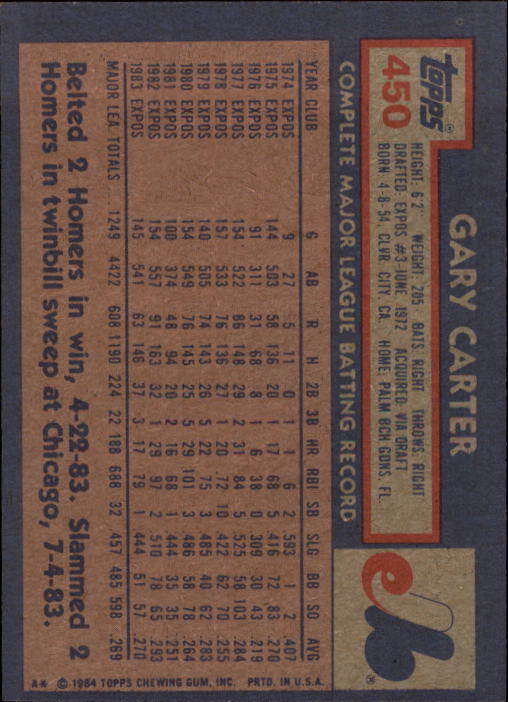 TOPPS
450
GARY CARTER
HEIGHT: 6'2" WEIGHT: 205 BATS: RIGHT THROWS: RIGHT
DRAFTED: EXPOS #3-JUNE, 1972 ACQUIRED: VIA DRAFT
BORN: 4-8-54, CLVR. CITY, CA. HOME: PALM BCH GDNS, FL.
COMPLETE MAJOR LEAGUE BATTING RECORD
YEAR CLUB G AB R H 2B 3B HR RBI SB SLG BB SO AVG
1974 EXPOS 9 27 5 11 0 1 1 6 2 .593 1 2 .407
1975 EXPOS 144 503 58 136 20 1 17 68 5 .416 72 83 .270
1976 EXPOS 91 311 31 68 8 1 6 38 0 .309 30 43 .219
1977 EXPOS 154 522 86 148 29 2 31 84 5 .525 58 103 .284
1978 EXPOS 157 533 76 136 27 1 20 72 10 .422 62 70 .255
1979 EXPOS 140 505 74 143 26 5 22 75 3 .485 40 62 .283
1980 EXPOS 154 549 76 145 25 5 29 101 3 .486 58 78 .264
1981 EXPOS 100 374 48 94 20 2 16 68 1 .444 35 35 .251
1982 EXPOS 154 557 91 163 32 1 29 97 2 .510 78 65 .293
1983 EXPOS 145 541 63 146 37 3 17 79 1 .444 51 57 .270
MAJOR LEA TOTALS 1249 4422 608 1190 224 22 188 688 32 .457 485 598 .269
Belted 2 Homers in win, 4-22-83. Slammed 2
Homers in twinbill sweep at Chicago, 7-4-83.
A* © 1984 TOPPS CHEWING GUM, INC. PRTD. IN U.S.A.